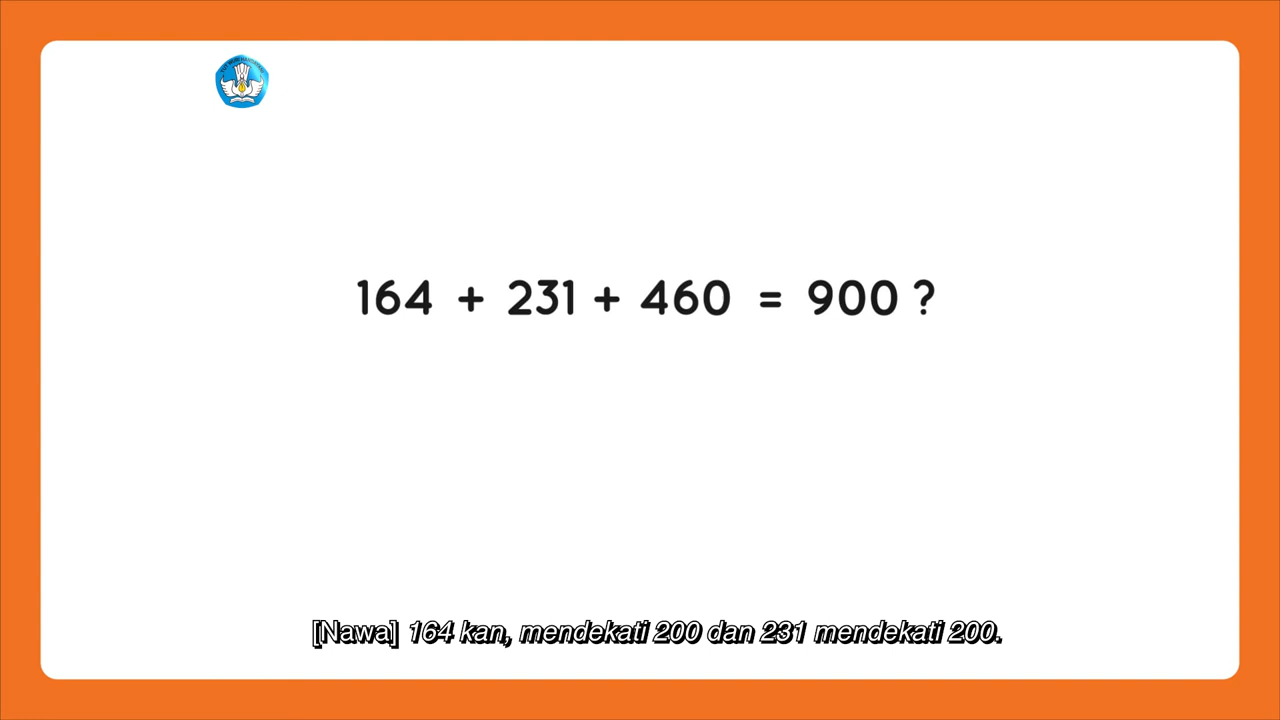 164 + 231 + 460 = 900 ?
[Nawa] 164 kan, mendekati 200 dan 231 mendekati 200.